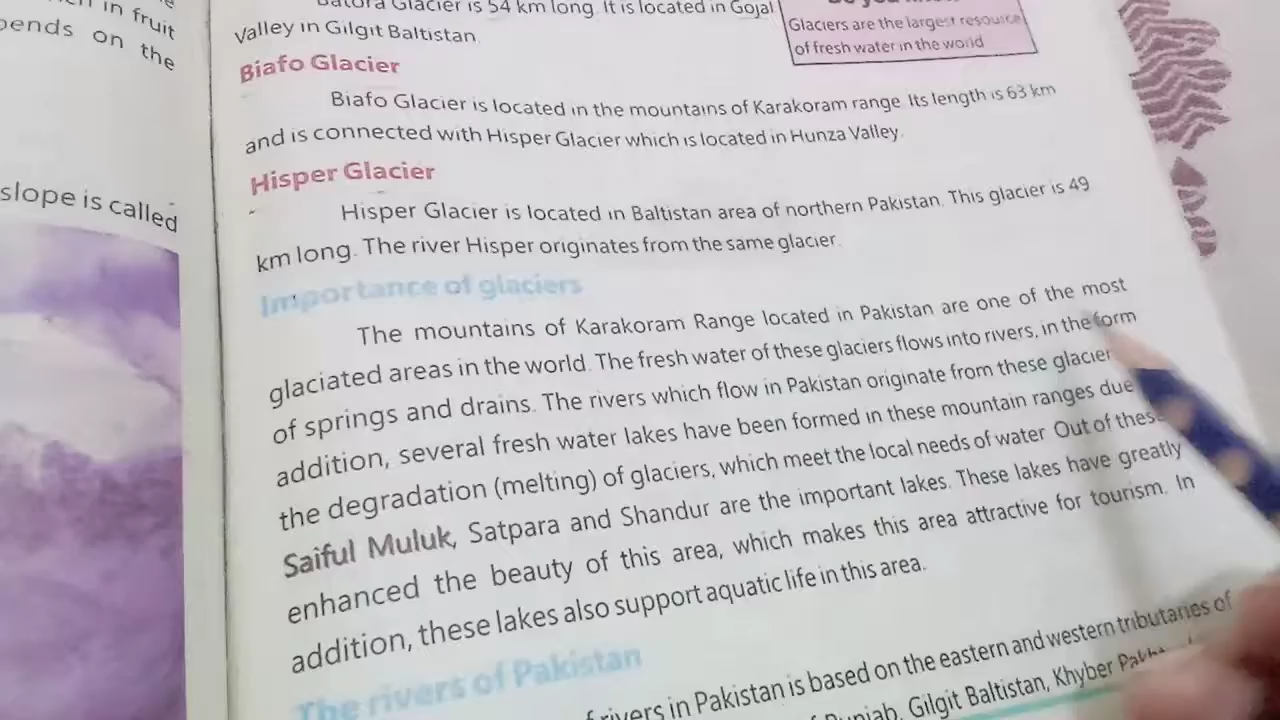 in fruit
pends on the
slope is called
Batura Glacier is 54 km long. It is located in Gojal
Valley in Gilgit Baltistan.
Glaciers are the largest resource
of fresh water in the world
Biafo Glacier
Biafo Glacier is located in the mountains of Karakoram range. Its length is 63 km
and is connected with Hisper Glacier which is located in Hunza Valley.
Hisper Glacier
Hisper Glacier is located in Baltistan area of northern Pakistan. This glacier is 49
km long. The river Hisper originates from the same glacier.
Importance of glaciers
The mountains of Karakoram Range located in Pakistan are one of the most
glaciated areas in the world. The fresh water of these glaciers flows into rivers, in the form
of springs and drains. The rivers which flow in Pakistan originate from these glacier
addition, several fresh water lakes have been formed in these mountain ranges due
the degradation (melting) of glaciers, which meet the local needs of water. Out of these
Saiful Muluk, Satpara and Shandur are the important lakes. These lakes have greatly
enhanced the beauty of this area, which makes this area attractive for tourism. In
addition, these lakes also support aquatic life in this area.
The rivers of Pakistan
rivers in Pakistan is based on the eastern and western tributaries of
Punjab, Gilgit Baltistan, Khyber